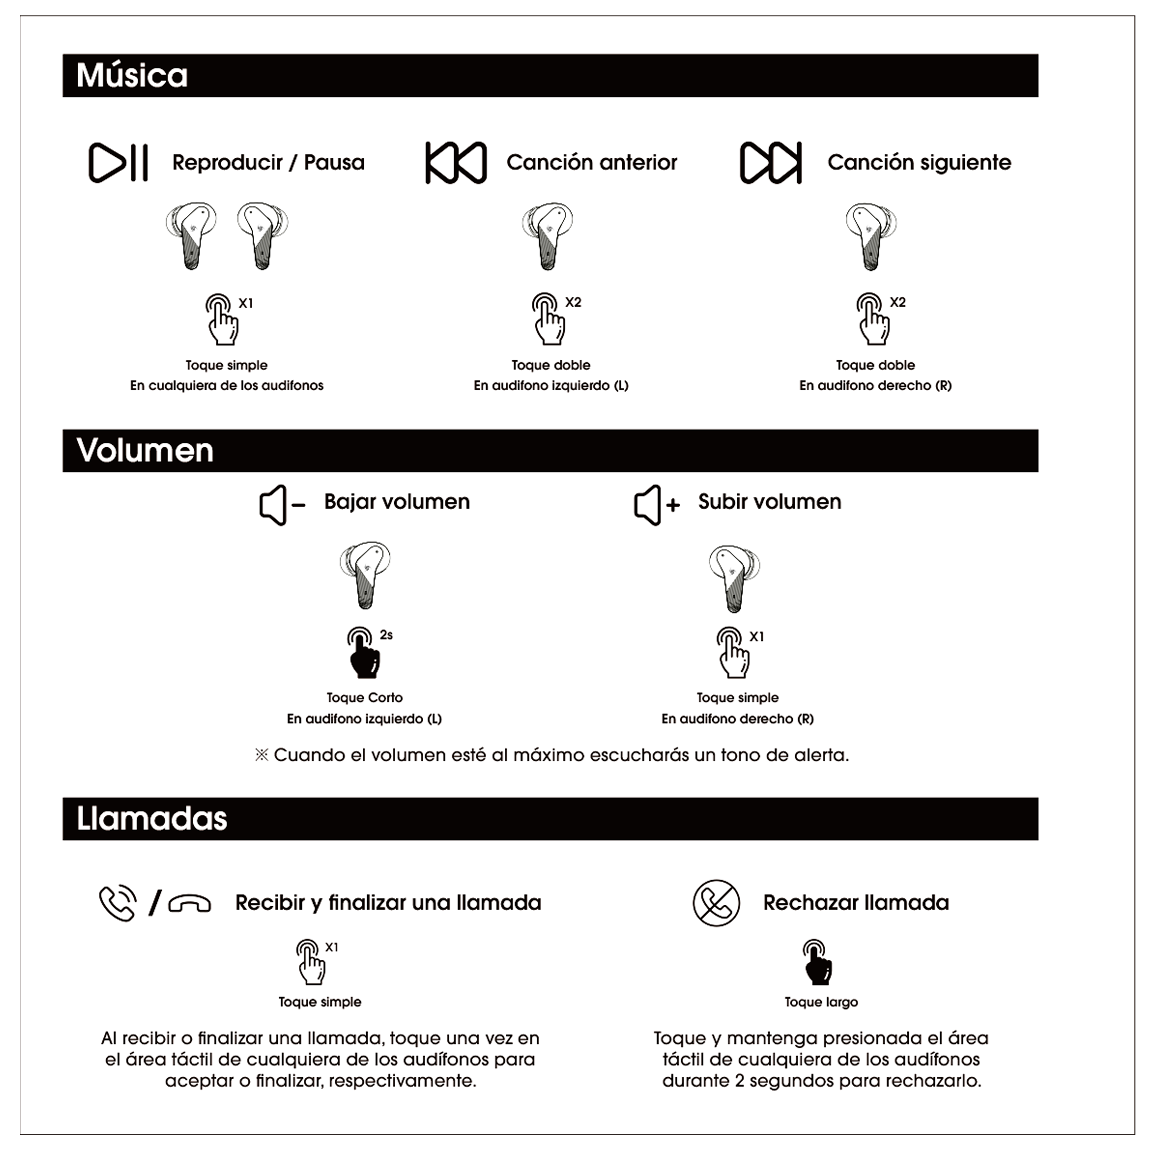 Música
Reproducir / Pausa
X1
Toque simple
En cualquiera de los audifonos
Canción anterior
X2
Toque doble
En audifono izquierdo (L)
Canción siguiente
X2
Toque doble
En audifono derecho (R)
Volumen
Bajar volumen
2s
Toque Corto
En audifono izquierdo (L)
Subir volumen
X1
Toque simple
En audifono derecho (R)
※ Cuando el volumen esté al máximo escucharás un tono de alerta.
Llamadas
Recibir y finalizar una llamada
X1
Toque simple
Al recibir o finalizar una llamada, toque una vez en
el área táctil de cualquiera de los audífonos para
aceptar o finalizar, respectivamente.
Rechazar llamada
Toque largo
Toque y mantenga presionada el área
táctil de cualquiera de los audífonos
durante 2 segundos para rechazarlo.